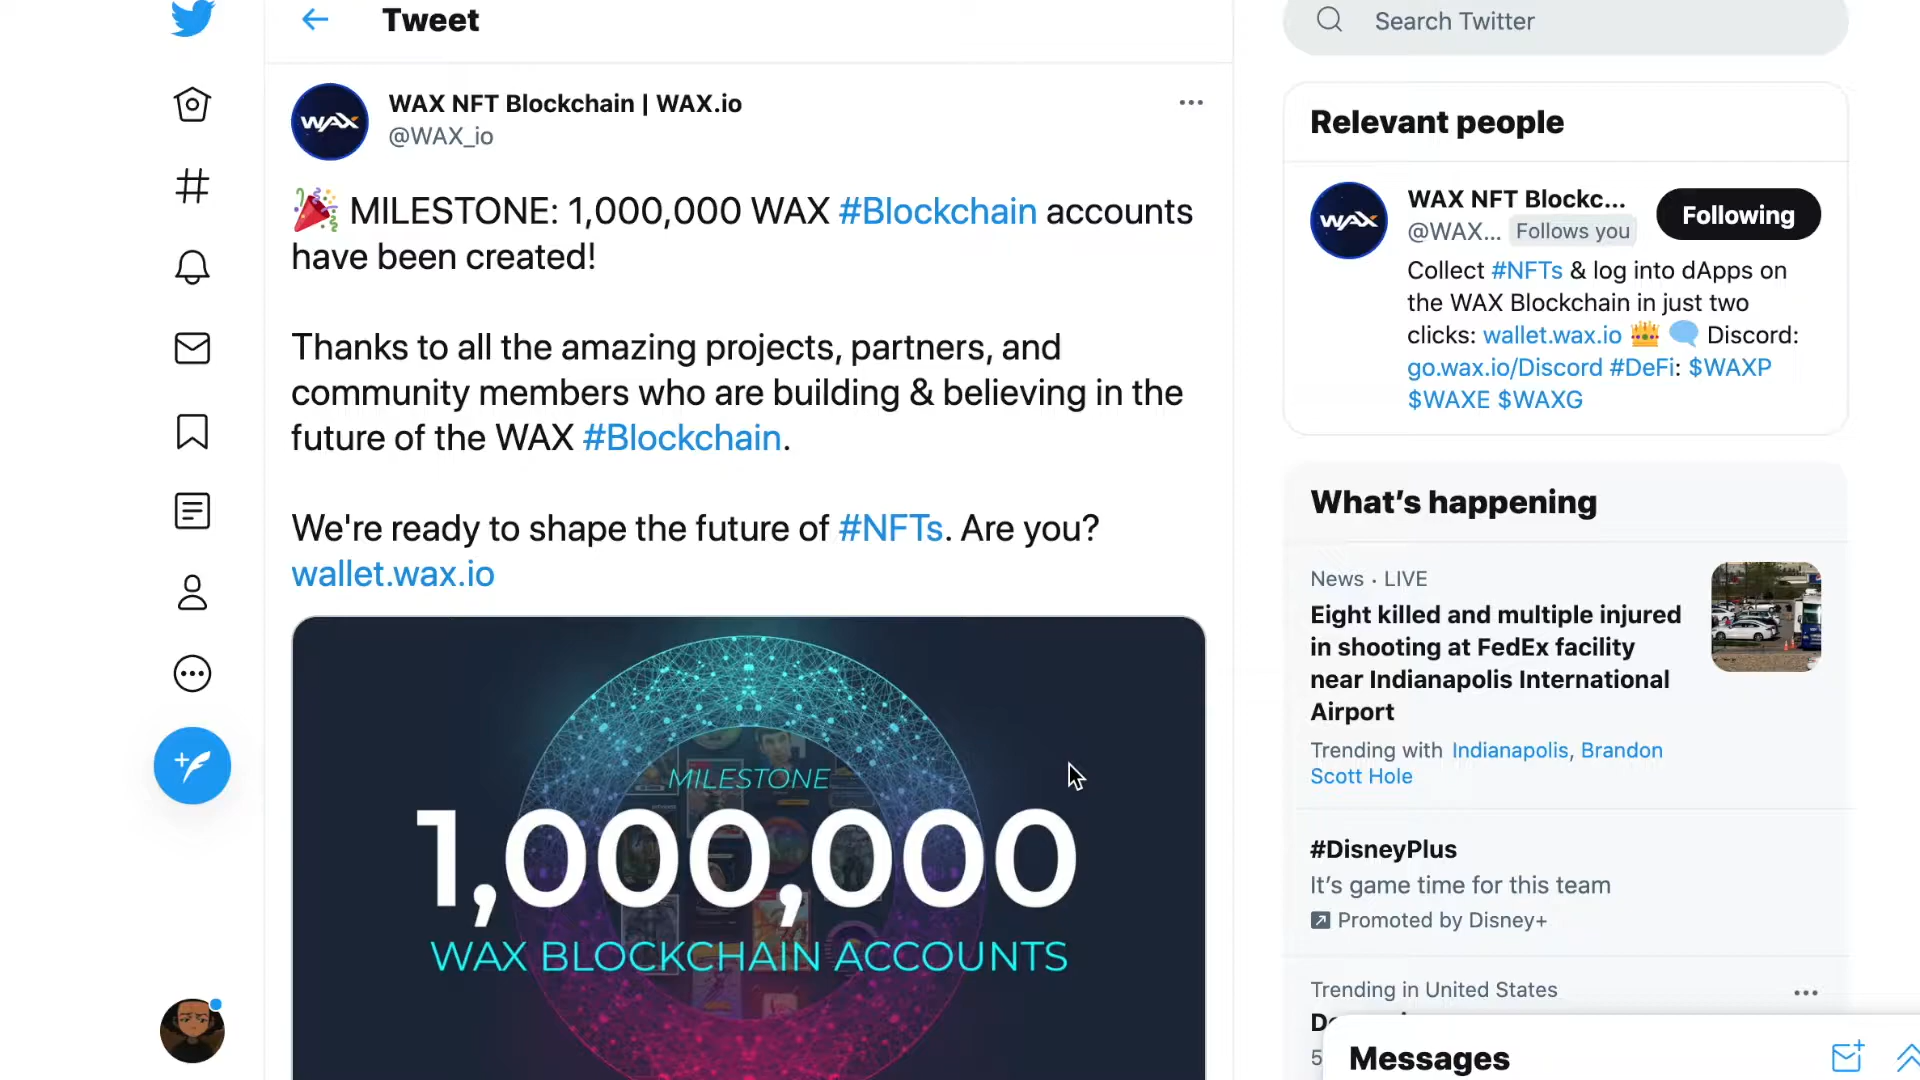 Tweet
WAX NFT Blockchain | WAX.io
@WAX_io
🎉 MILESTONE: 1,000,000 WAX #Blockchain accounts
have been created!
Thanks to all the amazing projects, partners, and
community members who are building & believing in the
future of the WAX #Blockchain.
We're ready to shape the future of #NFTs. Are you?
wallet.wax.io
MILESTONE
1,000,000
WAX BLOCKCHAIN ACCOUNTS
Search Twitter
Relevant people
WAX NFT Blockc...
@WAX... Follows you
Following
Collect #NFTs & log into dApps on
the WAX Blockchain in just two
clicks: wallet.wax.io 👑 🗨️ Discord:
go.wax.io/Discord #DeFi: $WAXP
$WAXE $WAXG
What's happening
News · LIVE
Eight killed and multiple injured
in shooting at FedEx facility
near Indianapolis International
Airport
Trending with Indianapolis, Brandon
Scott Hole
#DisneyPlus
It's game time for this team
Promoted by Disney+
Trending in United States
Messages
WAX
WAX